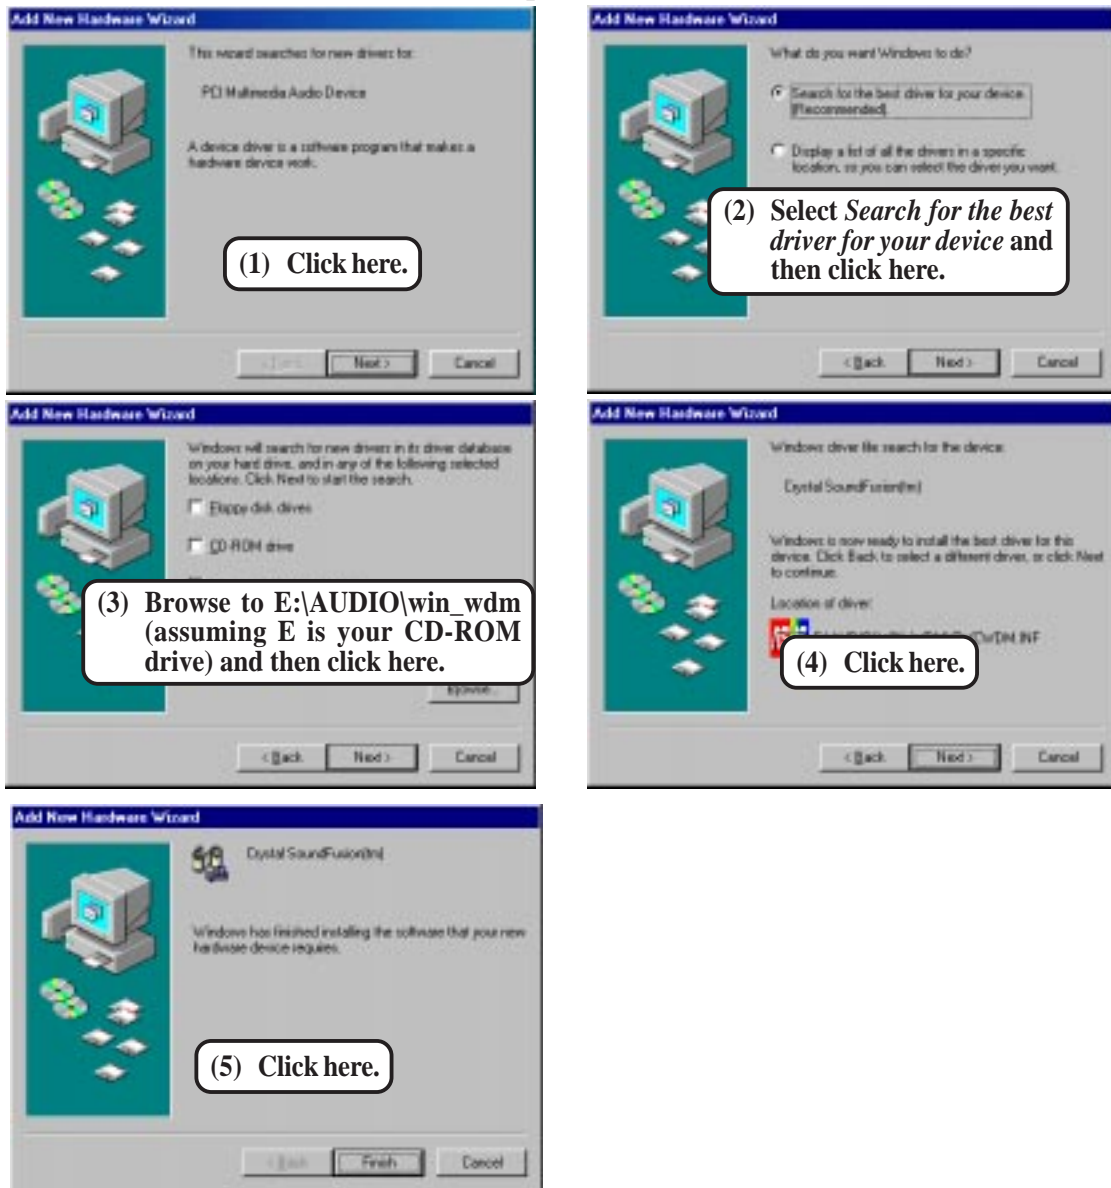 Add New Hardware Wizard
This wizard searches for new drivers for:
PCI Multimedia Audio Device
A device driver is a software program that makes a
hardware device work.
(1) Click here.
Next >
Cancel
Add New Hardware Wizard
What do you want Windows to do?
Search for the best driver for your device.
(Recommended).
Display a list of all the drivers in a specific
location, so you can select the driver you want.
(2) Select Search for the best
driver for your device and
then click here.
< Back
Next >
Cancel
Add New Hardware Wizard
Windows will search for new drivers in its driver database
on your hard drive, and in any of the following selected
locations. Click Next to start the search.
Floppy disk drives
CD-ROM drive
(3) Browse to E:\AUDIO\win_wdm
(assuming E is your CD-ROM
drive) and then click here.
Browse...
< Back
Next >
Cancel
Add New Hardware Wizard
Windows driver file search for the device:
Crystal SoundFusion(tm)
Windows is now ready to install the best driver for this
device. Click Back to select a different driver, or click Next
to continue.
Location of driver:
(4) Click here.
< Back
Next >
Cancel
Add New Hardware Wizard
Crystal SoundFusion(tm)
Windows has finished installing the software that your new
hardware device requires.
(5) Click here.
< Back
Finish
Cancel